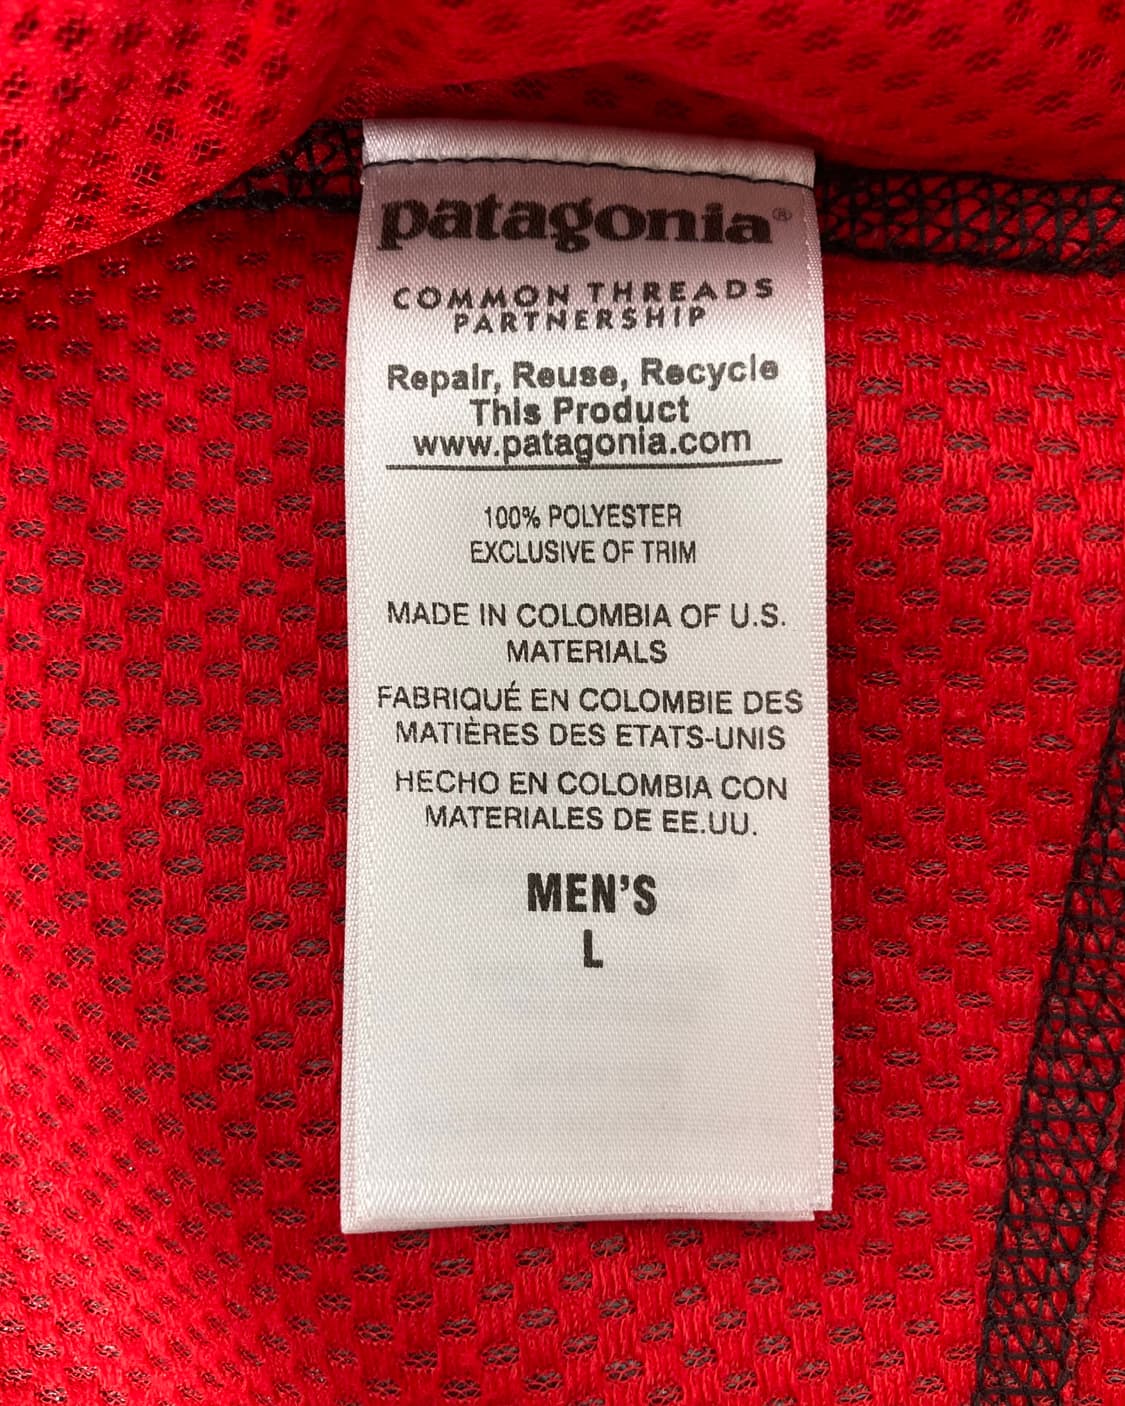 patagonia®
COMMON THREADS
PARTNERSHIP
Repair, Reuse, Recycle
This Product
www.patagonia.com
100% POLYESTER
EXCLUSIVE OF TRIM
MADE IN COLOMBIA OF U.S.
MATERIALS
FABRIQUÉ EN COLOMBIE DES
MATIÈRES DES ETATS-UNIS
HECHO EN COLOMBIA CON
MATERIALES DE EE.UU.
MEN'S
L